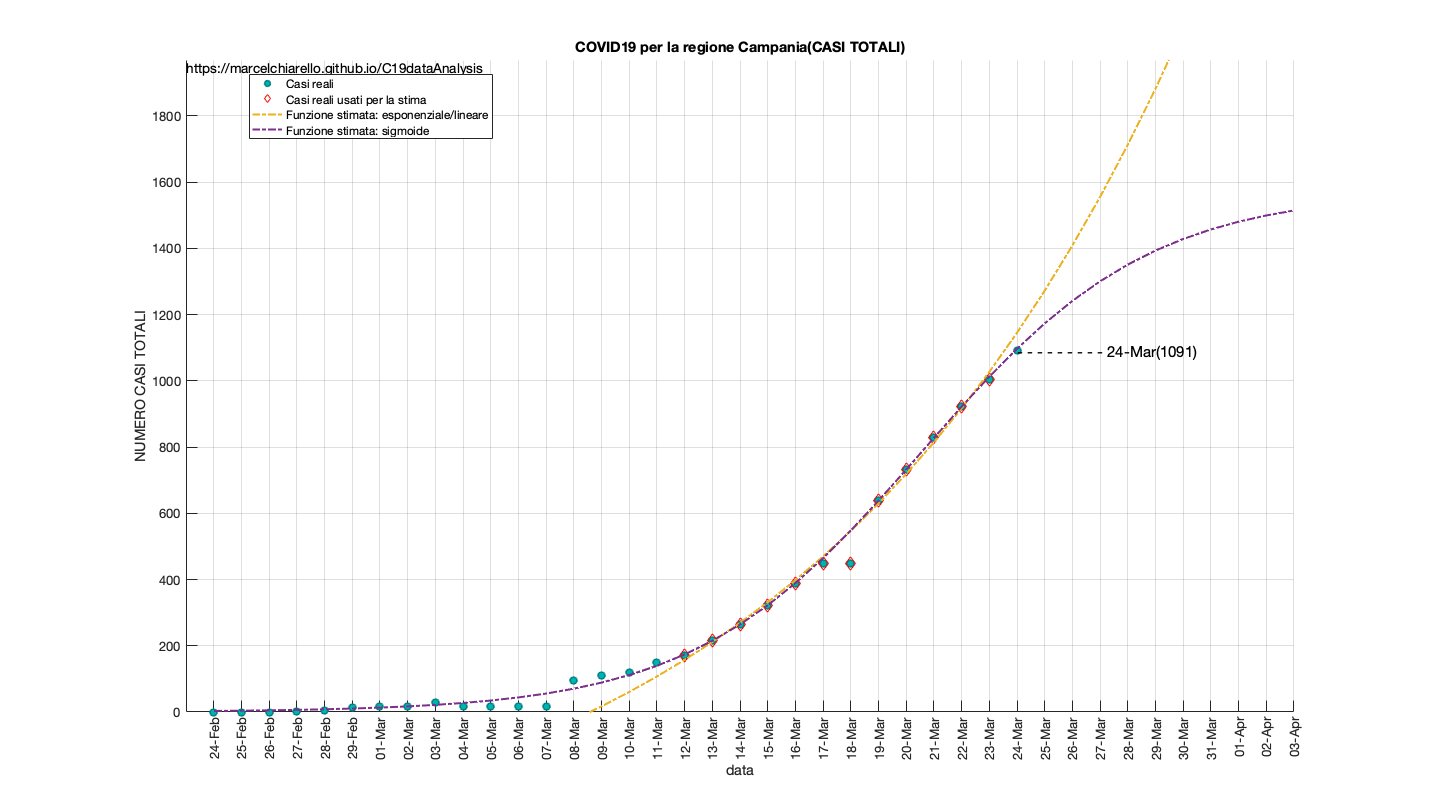 COVID19 per la regione Campania(CASI TOTALI)
https://marcelchiarello.github.io/C19dataAnalysis
Casi reali
Casi reali usati per la stima
Funzione stimata: esponenziale/lineare
Funzione stimata: sigmoide
1800
1600
1400
1200
1000
800
600
400
200
0
NUMERO CASI TOTALI
24-Mar(1091)
24-Feb
25-Feb
26-Feb
27-Feb
28-Feb
29-Feb
01-Mar
02-Mar
03-Mar
04-Mar
05-Mar
06-Mar
07-Mar
08-Mar
09-Mar
10-Mar
11-Mar
12-Mar
13-Mar
14-Mar
15-Mar
16-Mar
17-Mar
18-Mar
19-Mar
20-Mar
21-Mar
22-Mar
23-Mar
24-Mar
25-Mar
26-Mar
27-Mar
28-Mar
29-Mar
30-Mar
31-Mar
01-Apr
02-Apr
03-Apr
data